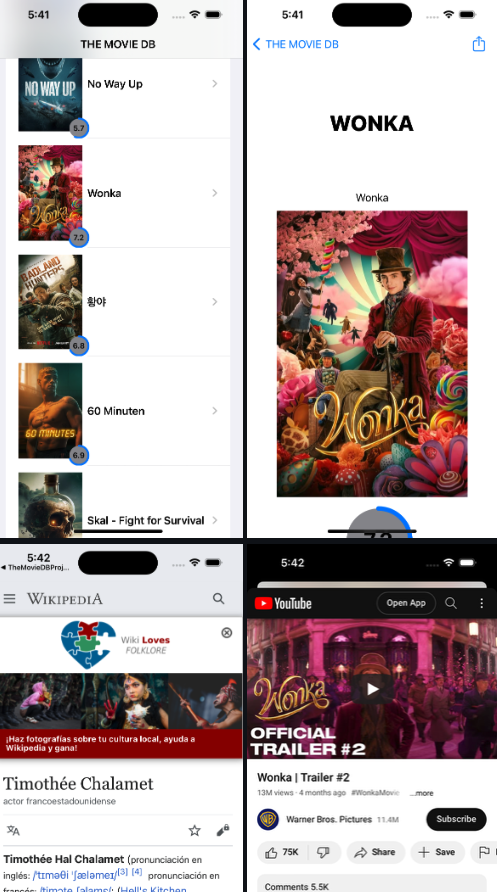 5:41
THE MOVIE DB
NO WAY UP
No Way Up
5.7
Wonka
Wonka
7.2
BADLAND
HUNTERS
황야
6.8
60 MINUTES
60 Minuten
6.9
Skal - Fight for Survival
5:41
THE MOVIE DB
WONKA
Wonka
Wonka
5:42
TheMovieDBProj...
WIKIPEDIA
Wiki Loves
FOLKLORE
¡Haz fotografías sobre tu cultura local, ayuda a
Wikipedia y gana!
Timothée Chalamet
actor francoestadounidense
Timothée Hal Chalamet (pronunciación en
inglés: /ˈtɪməθi ˈʃæləmeɪ/[3] [4] pronunciación en
(Hell's Kitchen
5:42
YouTube
Open App
Wonka
OFFICIAL
TRAILER #2
Wonka | Trailer #2
13M views · 4 months ago #WonkaMovie ...more
WB
Warner Bros. Pictures 11.4M
Subscribe
75K
Share
Save
Comments 5.5K